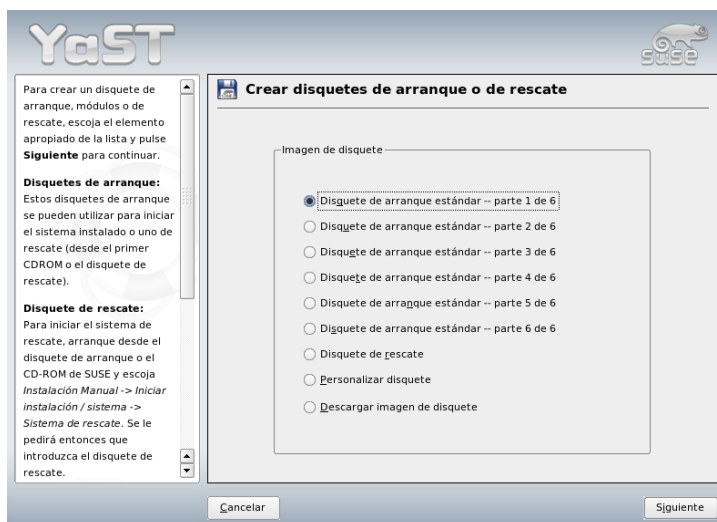 YaST
SUSE
Para crear un disquete de
arranque, módulos o de
rescate, escoja el elemento
apropiado de la lista y pulse
Siguiente para continuar.
Disquetes de arranque:
Estos disquetes de arranque
se pueden utilizar para iniciar
el sistema instalado o uno de
rescate (desde el primer
CDROM o el disquete de
rescate).
Disquete de rescate:
Para iniciar el sistema de
rescate, arranque desde el
disquete de arranque o el
CD-ROM de SUSE y escoja
Instalación Manual -> Iniciar
instalación / sistema ->
Sistema de rescate. Se le
pedirá entonces que
introduzca el disquete de
rescate.
Crear disquetes de arranque o de rescate
Imagen de disquete
Disquete de arranque estándar -- parte 1 de 6
Disquete de arranque estándar -- parte 2 de 6
Disquete de arranque estándar -- parte 3 de 6
Disquete de arranque estándar -- parte 4 de 6
Disquete de arranque estándar -- parte 5 de 6
Disquete de arranque estándar -- parte 6 de 6
Disquete de rescate
Personalizar disquete
Descargar imagen de disquete
Cancelar
Siguiente